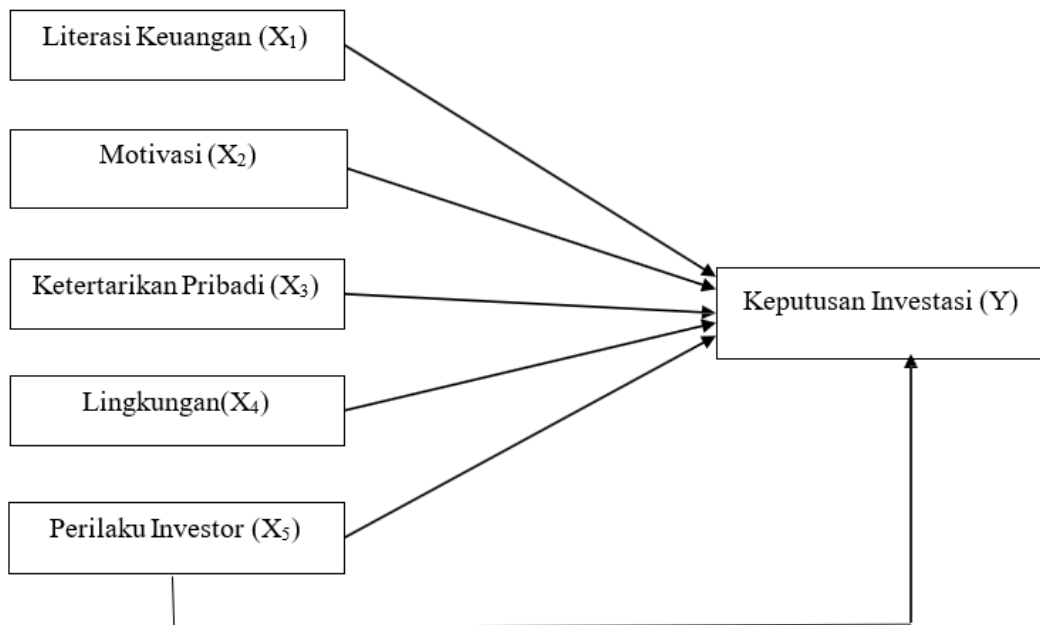 Literasi Keuangan (X₁)
Motivasi (X₂)
Ketertarikan Pribadi (X₃)
Keputusan Investasi (Y)
Lingkungan(X₄)
Perilaku Investor (X₅)